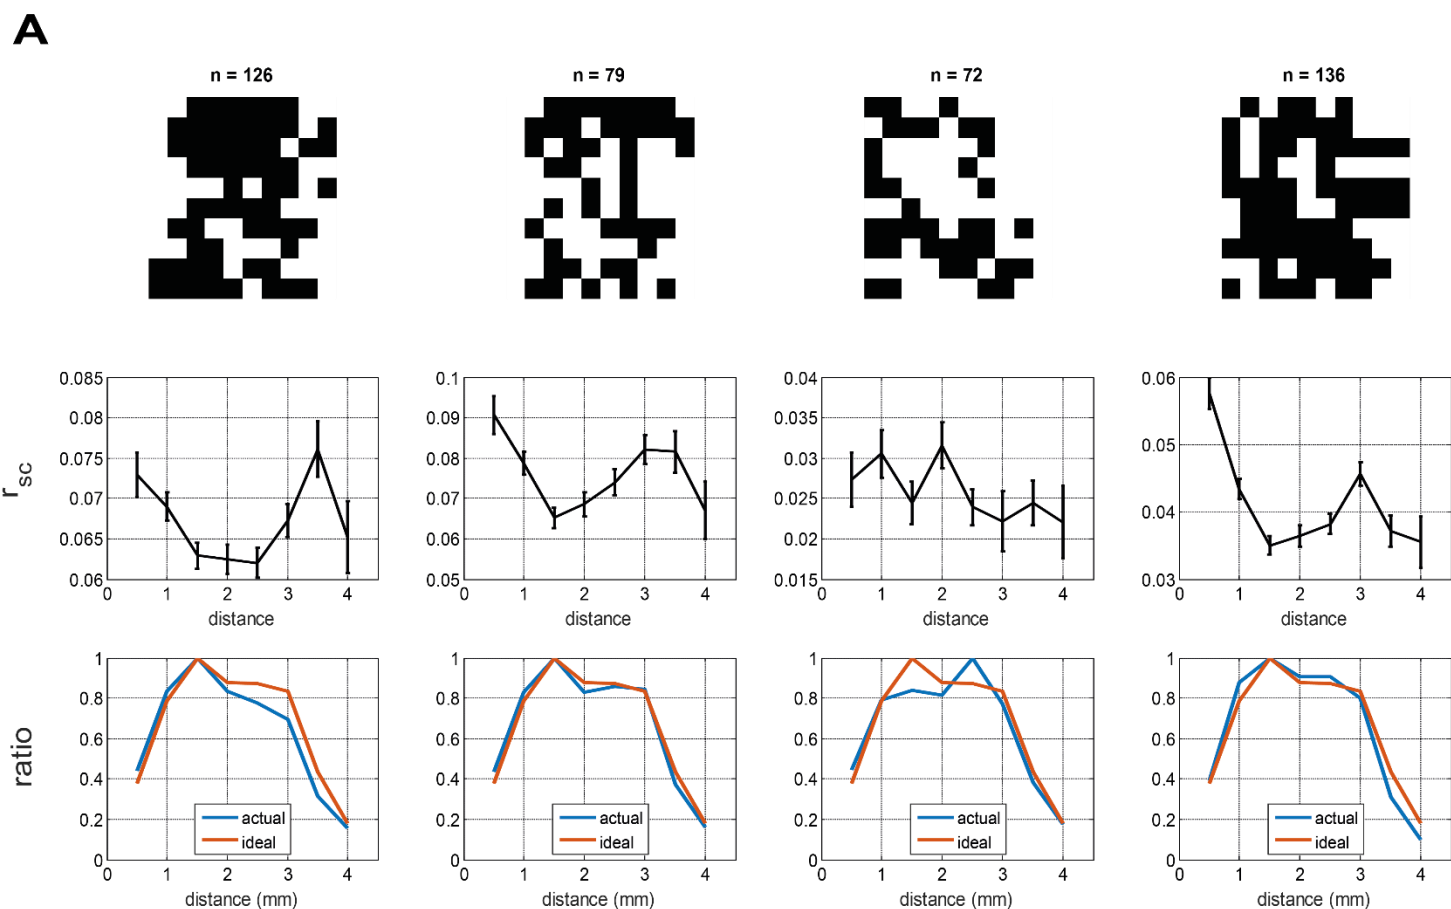 A
n = 126 n = 79 n = 72 n = 136
0.085 0.1 0.04 0.06
0.08 0.09 0.035
0.075 0.08 0.03 0.05
0.07 0.07 0.025 0.04
0.065 0.06 0.02
0.06 0.05 0.015 0.03
r_sc
0 1 2 3 4 0 1 2 3 4 0 1 2 3 4 0 1 2 3 4
distance distance distance distance
1 1 1 1
0.8 0.8 0.8 0.8
0.6 0.6 0.6 0.6
ratio
0.4 0.4 0.4 0.4
0.2 actual 0.2 actual 0.2 actual 0.2 actual
ideal ideal ideal ideal
0 0 0 0
0 1 2 3 4 0 1 2 3 4 0 1 2 3 4 0 1 2 3 4
distance (mm) distance (mm) distance (mm) distance (mm)